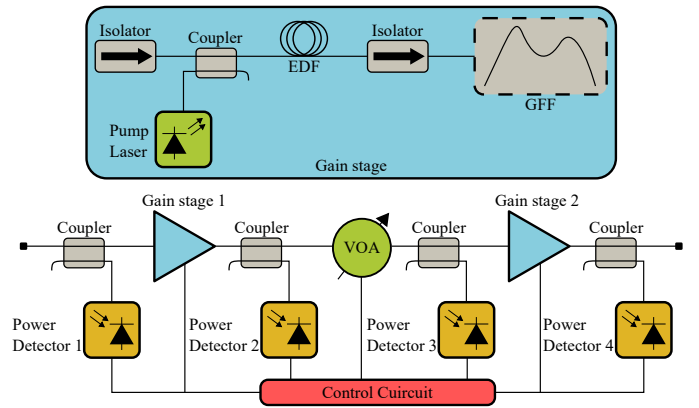 Isolator
Coupler
EDF
Isolator
GFF
Pump
Laser
Gain stage
Gain stage 1
Gain stage 2
Coupler
Coupler
VOA
Coupler
Coupler
Power
Detector 1
Power
Detector 2
Power
Detector 3
Power
Detector 4
Control Cuircuit